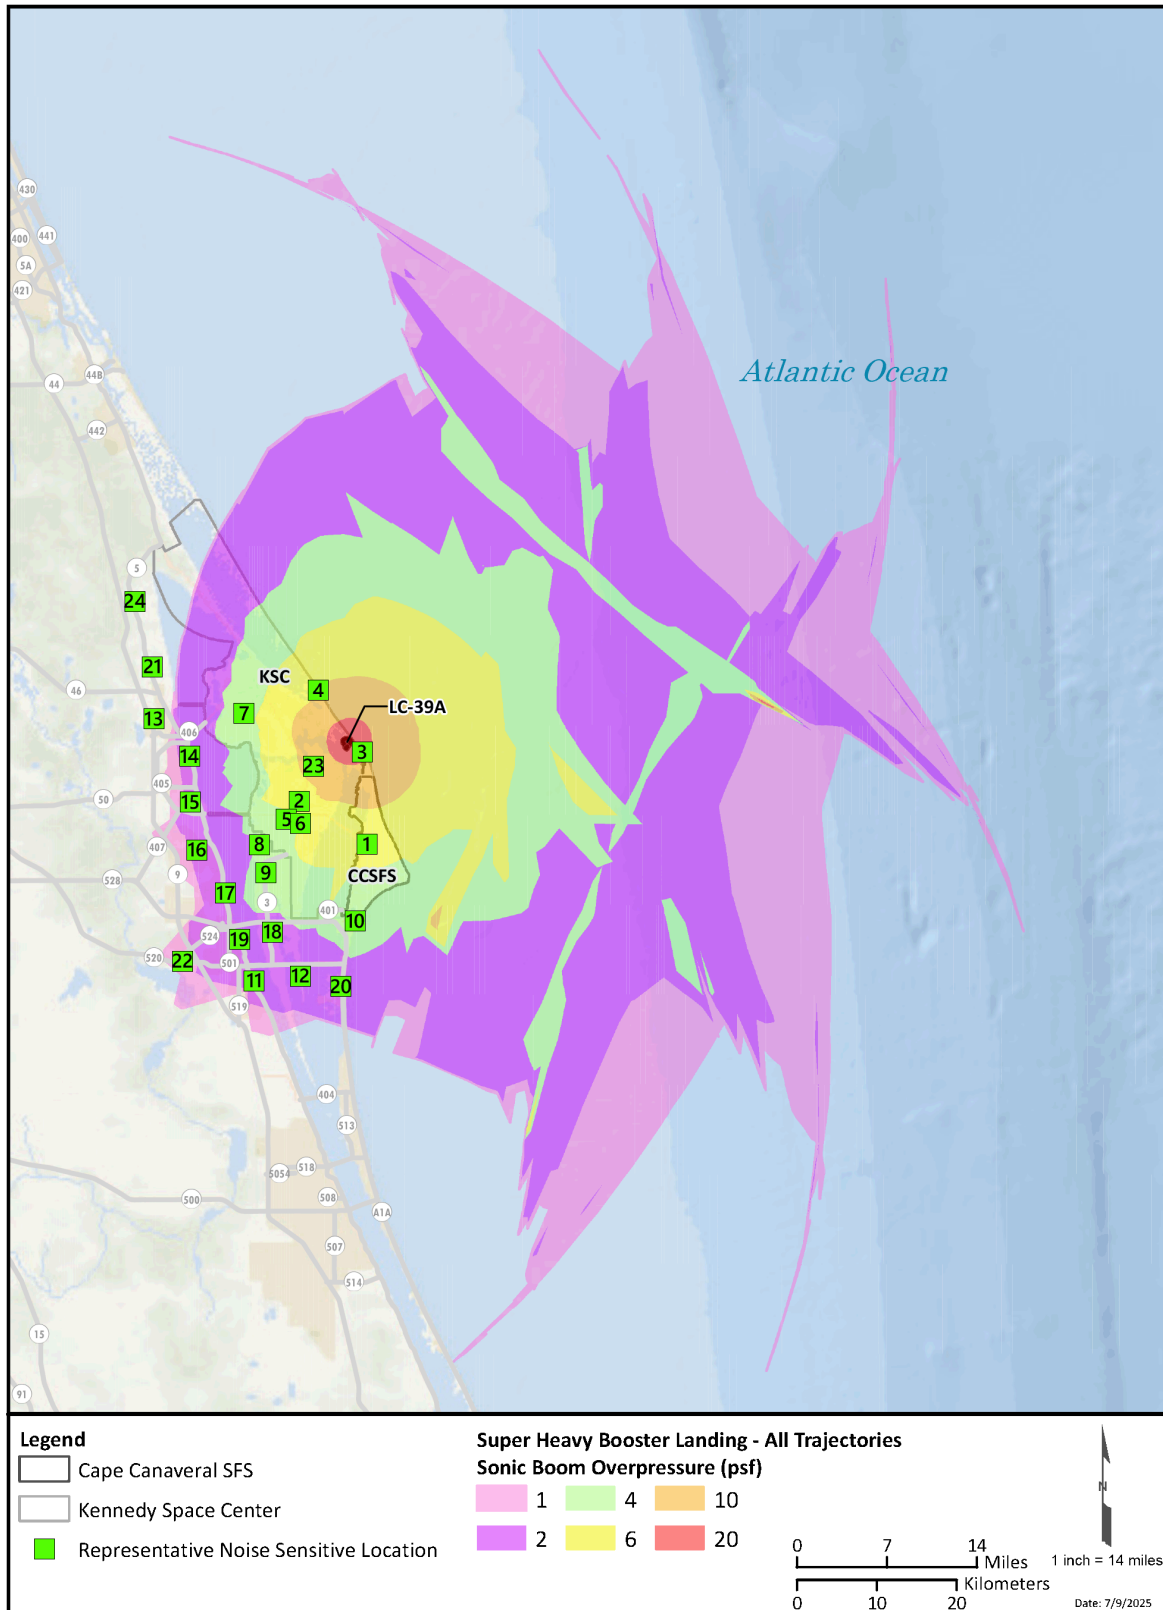 430
441
400
5A
421
Atlantic Ocean
44B
44
442
5
24
21
KSC
46
4
7
LC-39A
13
406
3
14
23
405
50
15
2
5
6
8
1
407
16
9
CCSFS
9
528
17
3
401
10
524
18
19
520
22
501
12
11
20
519
404
513
518
5054
500
508
A1A
507
514
15
91
Legend
Cape Canaveral SFS
Kennedy Space Center
Representative Noise Sensitive Location
Super Heavy Booster Landing - All Trajectories
Sonic Boom Overpressure (psf)
1 4 10
2 6 20
N
0 7 14
Miles
1 inch = 14 miles
Kilometers
0 10 20
Date: 7/9/2025